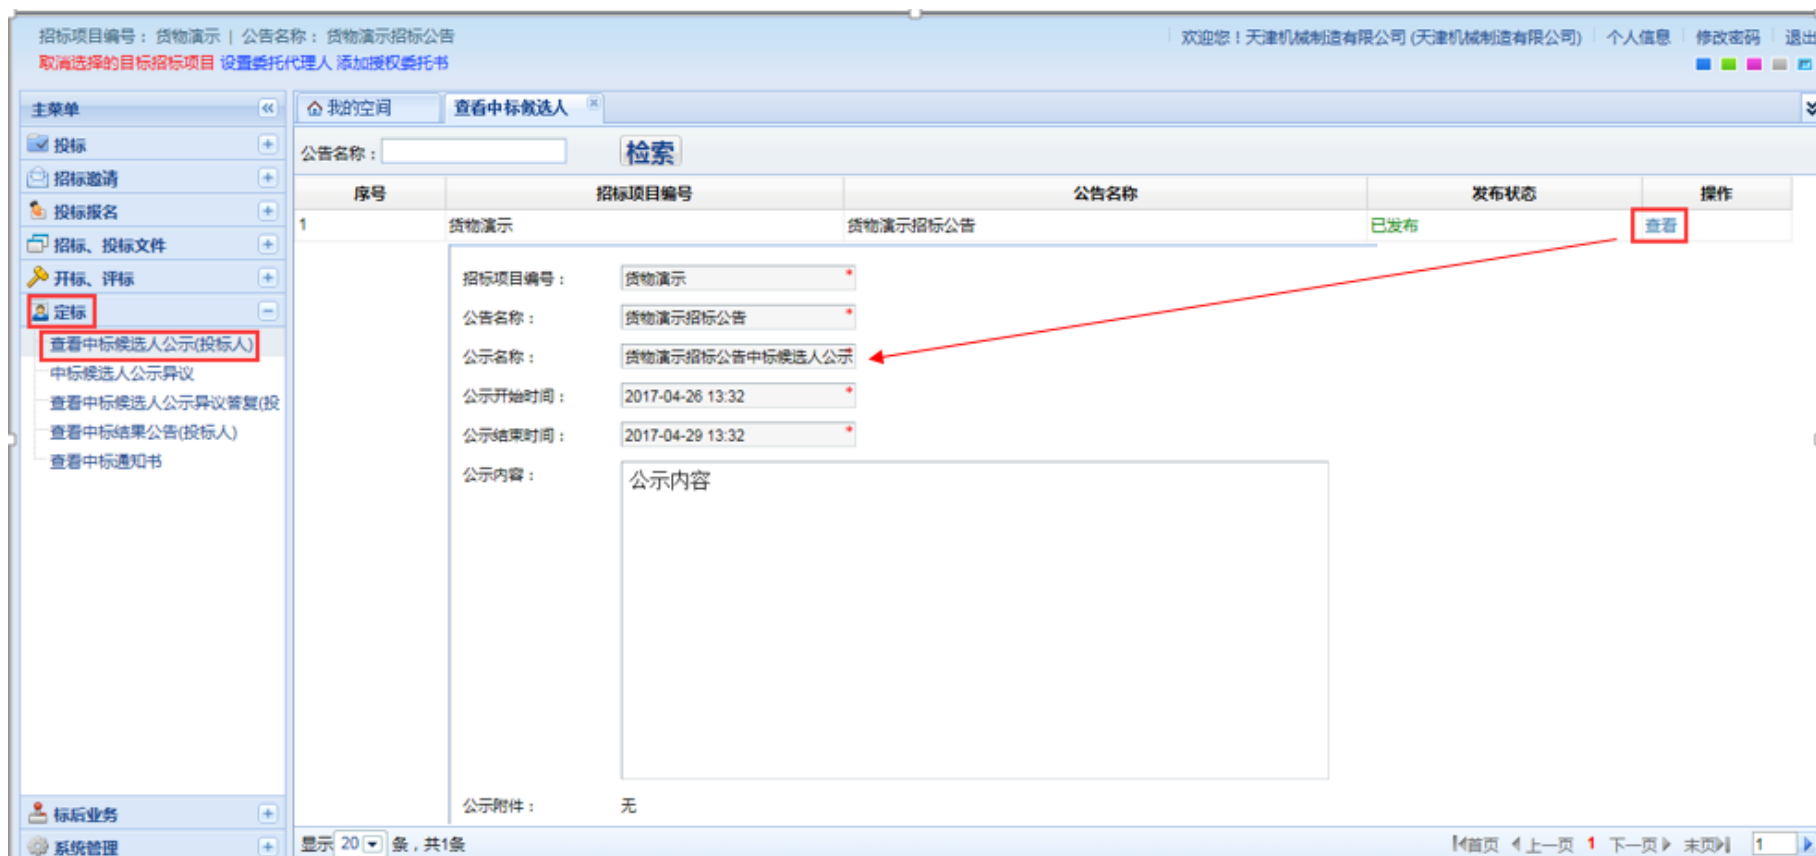 招标项目编号： 货物演示 | 公告名称： 货物演示招标公告
欢迎您！天津机械制造有限公司 (天津机械制造有限公司) 个人信息 修改密码 退出
取消选择的目标招标项目 设置委托代理人 添加授权委托书
主菜单
我的空间 查看中标候选人
投标
招标邀请
投标报名
招标、投标文件
开标、评标
定标
查看中标候选人公示(投标人)
中标候选人公示异议
查看中标候选人公示异议答复(投
查看中标结果公告(投标人)
查看中标通知书
标后业务
系统管理
公告名称： 检索
序号 招标项目编号 公告名称 发布状态 操作
1 货物演示 货物演示招标公告 已发布 查看
招标项目编号： 货物演示 *
公告名称： 货物演示招标公告 *
公示名称： 货物演示招标公告中标候选人公示 *
公示开始时间： 2017-04-26 13:32 *
公示结束时间： 2017-04-29 13:32 *
公示内容： 公示内容
公示附件： 无
显示 20 条，共1条
首页 上一页 1 下一页 末页 1